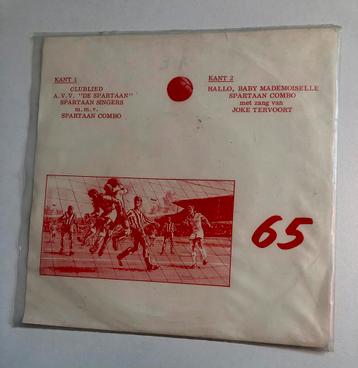 KANT 1
CLUBLIED
A.V.V. "DE SPARTAAN"
SPARTAAN SINGERS
m.m.v.
SPARTAAN COMBO
KANT 2
HALLO, BABY MADEMOISELLE
SPARTAAN COMBO
met zang van
JOKE TERVOORT
65